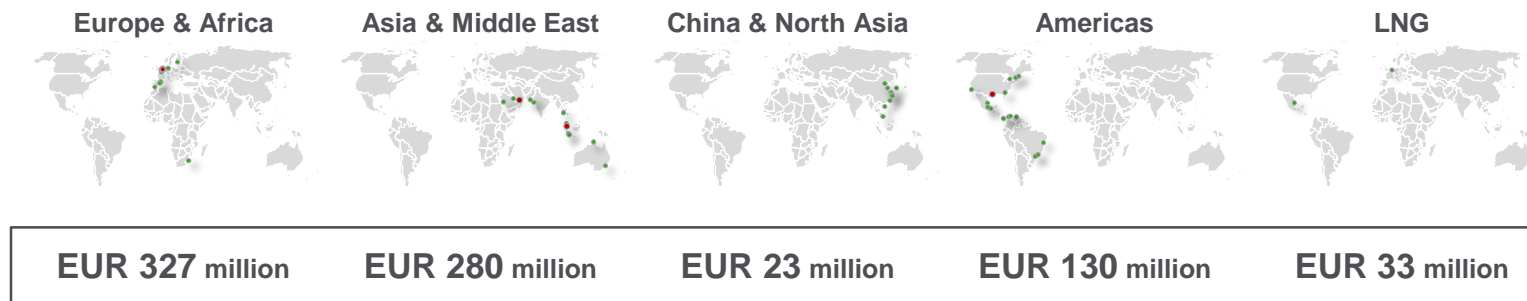 Europe & Africa
Asia & Middle East
China & North Asia
Americas
LNG
EUR 327 million
EUR 280 million
EUR 23 million
EUR 130 million
EUR 33 million